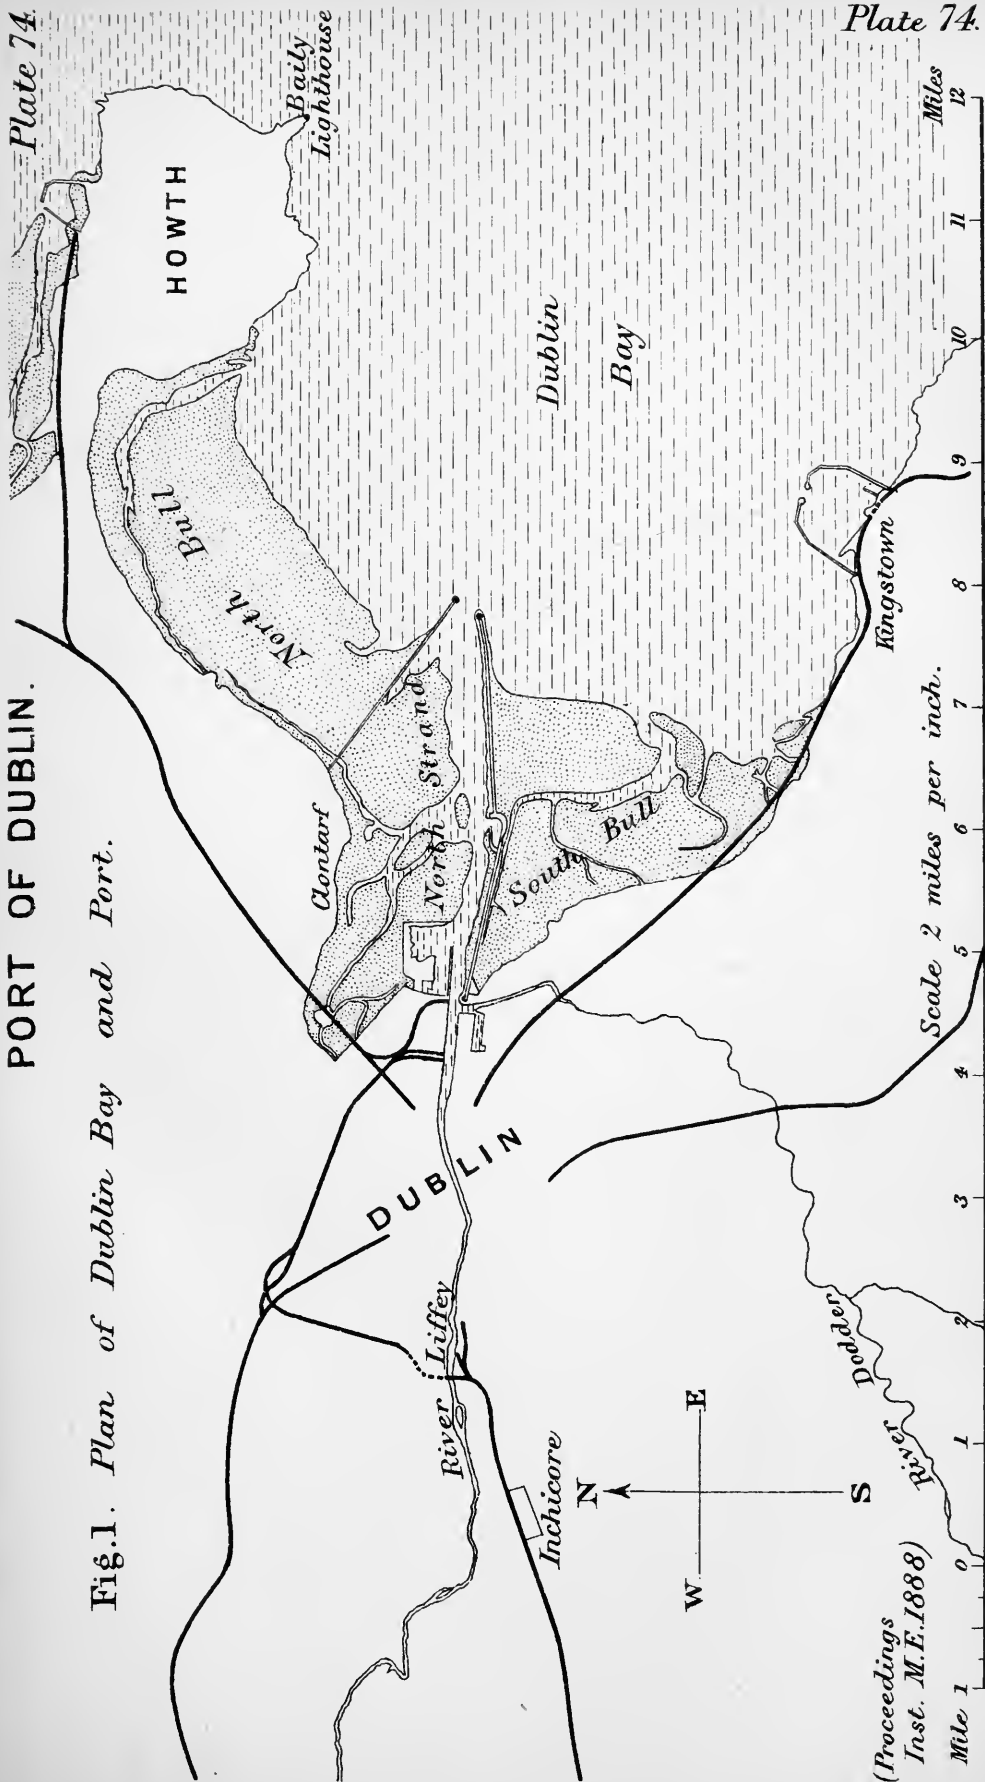 Plate 74.
Plate 74.
PORT OF DUBLIN.
Fig.1. Plan of Dublin Bay and Port.
HOWTH
Baily
Lighthouse
North Bull
Dublin
Bay
Clontarf
North Strand
South Bull
Kingstown
DUBLIN
River Liffey
Inchicore
N
W E
S
River Dodder
Scale 2 miles per inch.
(Proceedings
Inst. M.E. 1888)
Mile 1 0 1 2 3 4 5 6 7 8 9 10 11 12 Miles